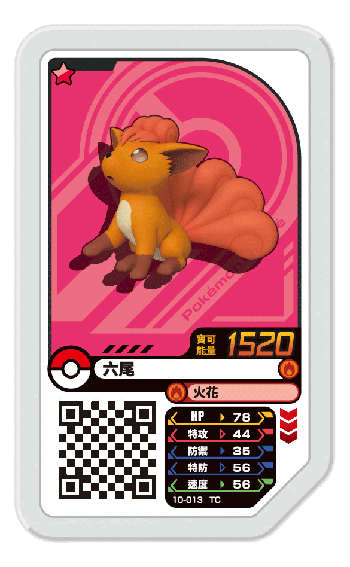 Pokémon
寶可
能量 1520
六尾
火花
HP 78
特攻 44
防禦 35
特防 56
速度 56
10-013 TC